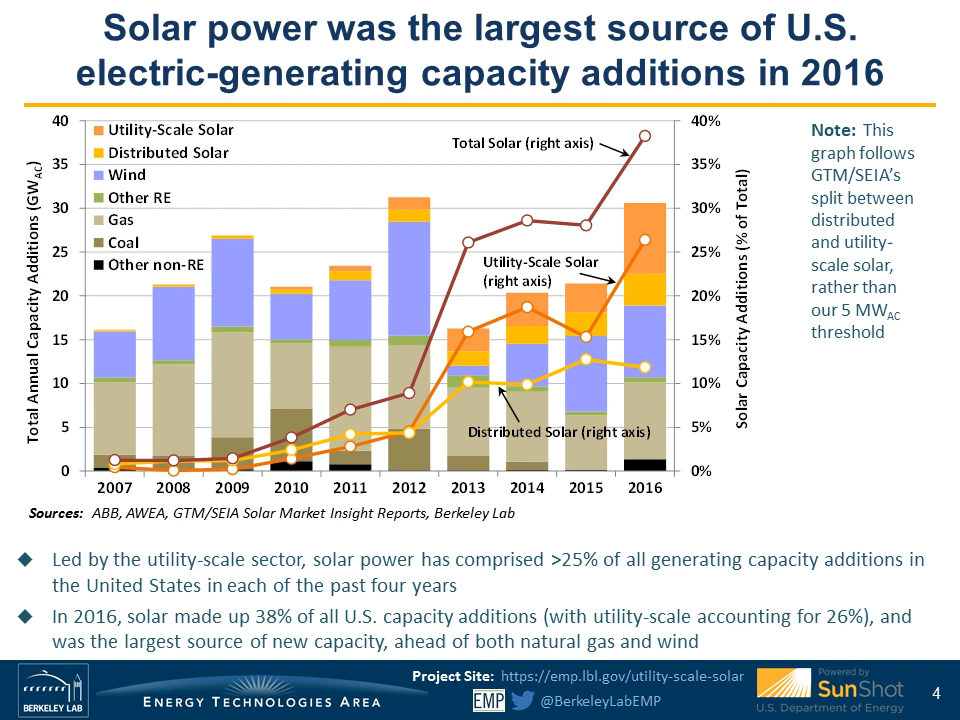 Solar power was the largest source of U.S.
electric-generating capacity additions in 2016
Total Annual Capacity Additions (GWAC)
40
35
30
25
20
15
10
5
0
Utility-Scale Solar
Distributed Solar
Wind
Other RE
Gas
Coal
Other non-RE
Total Solar (right axis)
Utility-Scale Solar
(right axis)
Distributed Solar (right axis)
40%
35%
30%
25%
20%
15%
10%
5%
0%
Solar Capacity Additions (% of Total)
2007 2008 2009 2010 2011 2012 2013 2014 2015 2016
Note: This
graph follows
GTM/SEIA's
split between
distributed
and utility-
scale solar,
rather than
our 5 MWAC
threshold
Sources: ABB, AWEA, GTM/SEIA Solar Market Insight Reports, Berkeley Lab
Led by the utility-scale sector, solar power has comprised >25% of all generating capacity additions in
the United States in each of the past four years
In 2016, solar made up 38% of all U.S. capacity additions (with utility-scale accounting for 26%), and
was the largest source of new capacity, ahead of both natural gas and wind
BERKELEY LAB
ENERGY TECHNOLOGIES AREA
Project Site: https://emp.lbl.gov/utility-scale-solar
EMP @BerkeleyLabEMP
Powered by
SunShot
U.S. Department of Energy
4